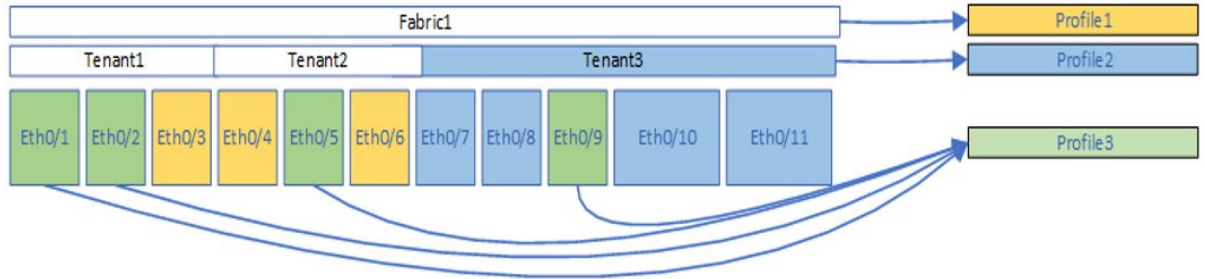 Fabric1
Profile1
Tenant1
Tenant2
Tenant3
Profile2
Eth0/1
Eth0/2
Eth0/3
Eth0/4
Eth0/5
Eth0/6
Eth0/7
Eth0/8
Eth0/9
Eth0/10
Eth0/11
Profile3